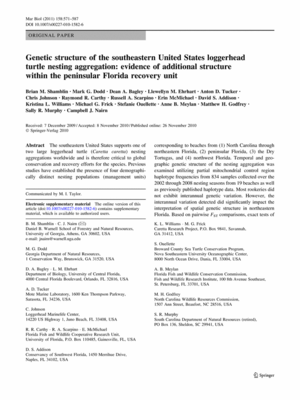 Mar Biol (2011) 158:571–587
DOI 10.1007/s00227-010-1582-6
ORIGINAL PAPER
Genetic structure of the southeastern United States loggerhead
turtle nesting aggregation: evidence of additional structure
within the peninsular Florida recovery unit
Brian M. Shamblin · Mark G. Dodd · Dean A. Bagley · Llewellyn M. Ehrhart · Anton D. Tucker ·
Chris Johnson · Raymond R. Carthy · Russell A. Scarpino · Erin McMichael · David S. Addison ·
Kristina L. Williams · Michael G. Frick · Stefanie Ouellette · Anne B. Meylan · Matthew H. Godfrey ·
Sally R. Murphy · Campbell J. Nairn
Received: 7 December 2009 / Accepted: 8 November 2010 / Published online: 26 November 2010
© Springer-Verlag 2010
Abstract The southeastern United States supports one of
two large loggerhead turtle (Caretta caretta) nesting
aggregations worldwide and is therefore critical to global
conservation and recovery efforts for the species. Previous
studies have established the presence of four demographi-
cally distinct nesting populations (management units)
Communicated by M. I. Taylor.
Electronic supplementary material The online version of this
article (doi:10.1007/s00227-010-1582-6) contains supplementary
material, which is available to authorized users.
B. M. Shamblin · C. J. Nairn
Daniel B. Warnell School of Forestry and Natural Resources,
University of Georgia, Athens, GA 30602, USA
M. G. Dodd
Georgia Department of Natural Resources,
1 Conservation Way, Brunswick, GA 31520, USA
D. A. Bagley · L. M. Ehrhart
Department of Biology, University of Central Florida,
4000 Central Florida Boulevard, Orlando, FL 32816, USA
A. D. Tucker
Mote Marine Laboratory, 1600 Ken Thompson Parkway,
Sarasota, FL 34236, USA
C. Johnson
Loggerhead Marinelife Center,
14200 US Highway 1, Juno Beach, FL 33408, USA
R. R. Carthy · R. A. Scarpino · E. McMichael
Florida Fish and Wildlife Cooperative Research Unit,
University of Florida, P.O. Box 110485, Gainesville, FL, USA
D. S. Addison
Conservancy of Southwest Florida, 1450 Merrihue Drive,
Naples, FL 34102, USA
corresponding to beaches from (1) North Carolina through
northeastern Florida, (2) peninsular Florida, (3) the Dry
Tortugas, and (4) northwest Florida. Temporal and geo-
graphic genetic structure of the nesting aggregation was
examined utilizing partial mitochondrial control region
haplotype frequencies from 834 samples collected over the
2002 through 2008 nesting seasons from 19 beaches as well
as previously published haplotype data. Most rookeries did
not exhibit interannual genetic variation. However, the
interannual variation detected did significantly impact the
interpretation of spatial genetic structure in northeastern
Florida. Based on pairwise FST comparisons, exact tests of
K. L. Williams · M. G. Frick
Caretta Research Project, P.O. Box 9841, Savannah,
GA 31412, USA
S. Ouellette
Broward County Sea Turtle Conservation Program,
Nova Southeastern University Oceanographic Center,
8000 North Ocean Drive, Dania, FL 33004, USA
A. B. Meylan
Florida Fish and Wildlife Conservation Commission,
Fish and Wildlife Research Institute, 100 8th Avenue Southeast,
St. Petersburg, FL 33701, USA
M. H. Godfrey
North Carolina Wildlife Resources Commission,
1507 Ann Street, Beaufort, NC 28516, USA
S. R. Murphy
South Carolina Department of Natural Resources (retired),